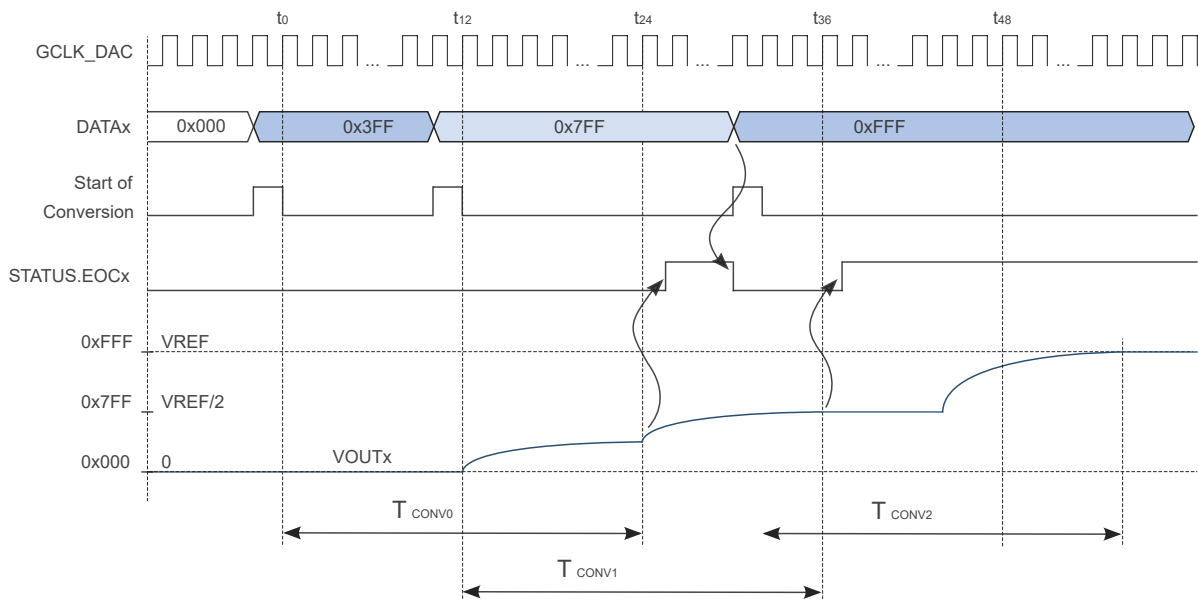 t0 t12 t24 t36 t48
GCLK_DAC
... ... ... ... ...
DATAx 0x000 0x3FF 0x7FF 0xFFF
Start of
Conversion
STATUS.EOCx
0xFFF VREF
0x7FF VREF/2
0x000 0 VOUTx
T CONV0 T CONV2
T CONV1